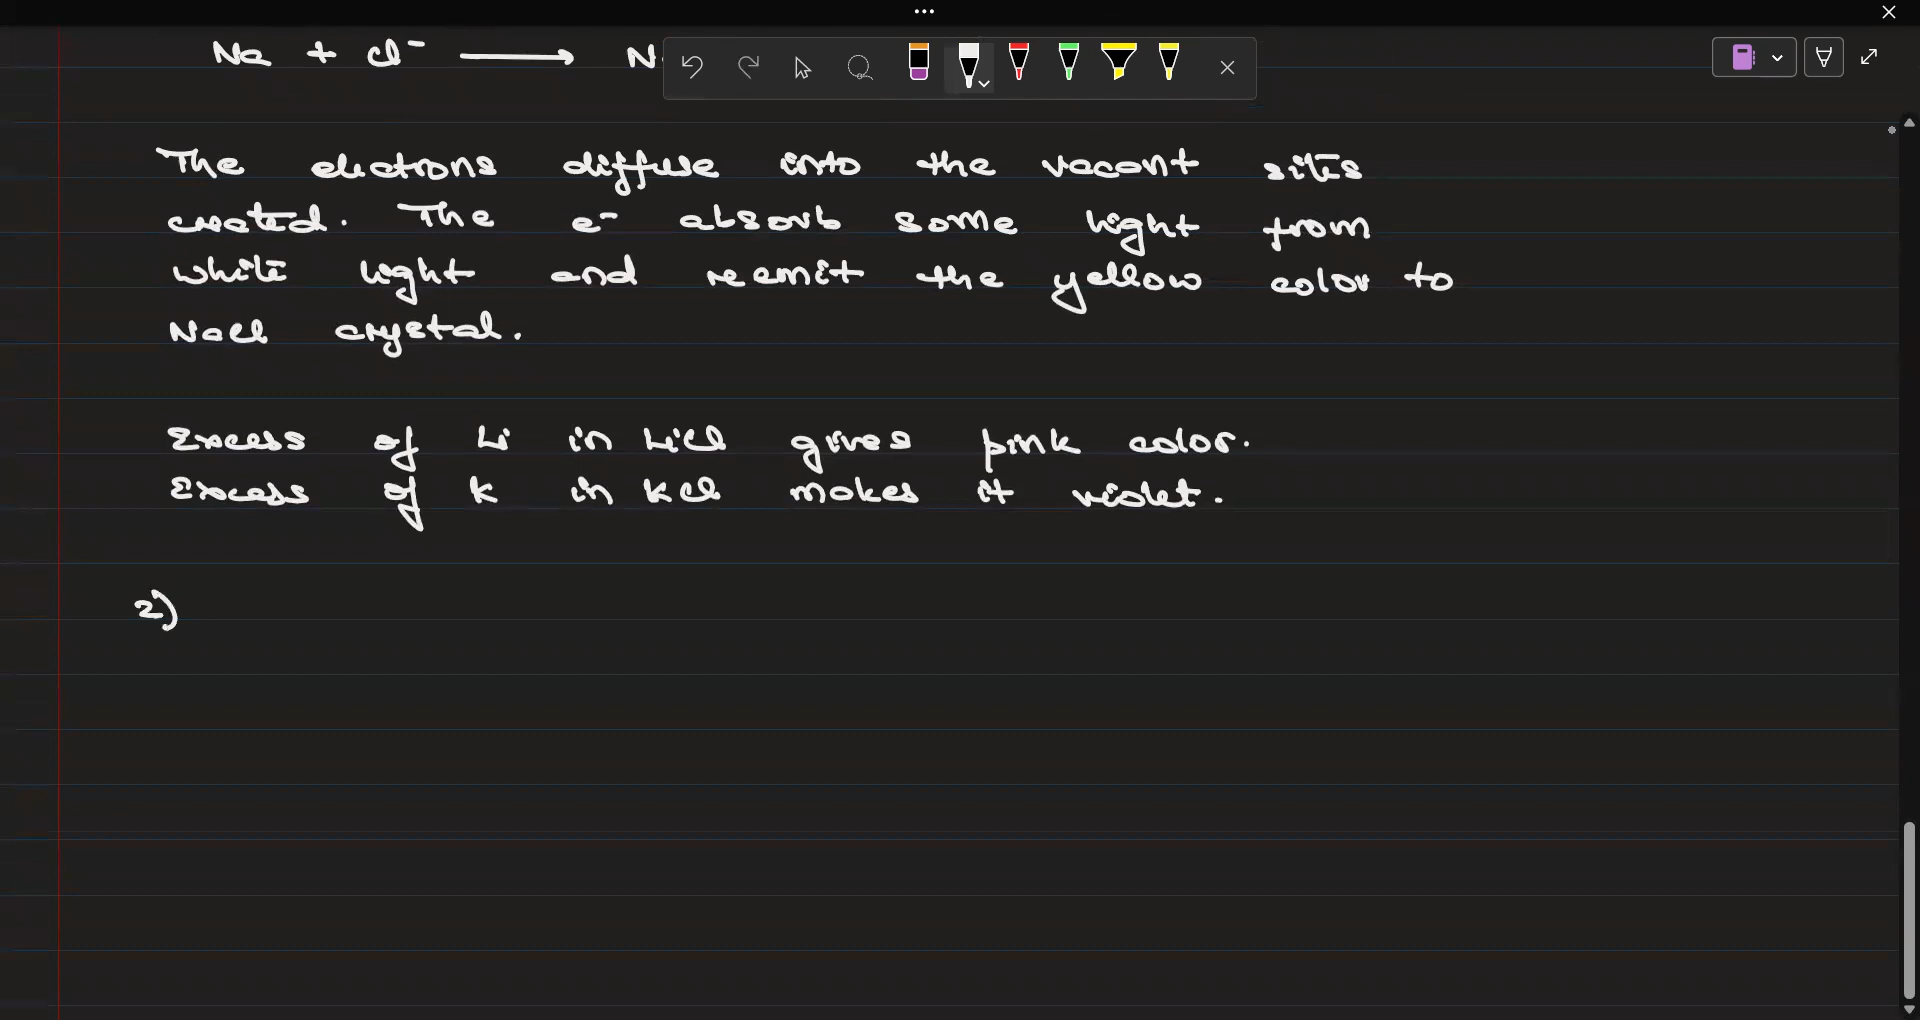 Na + Cl⁻ ⟶ N
The electrons diffuse into the vacant sites
created. The e⁻ absorb some light from
white light and reemit the yellow color to
NaCl crystal.
Excess of Li in LiCl gives pink color.
Excess of K in KCl makes it violet.
2)